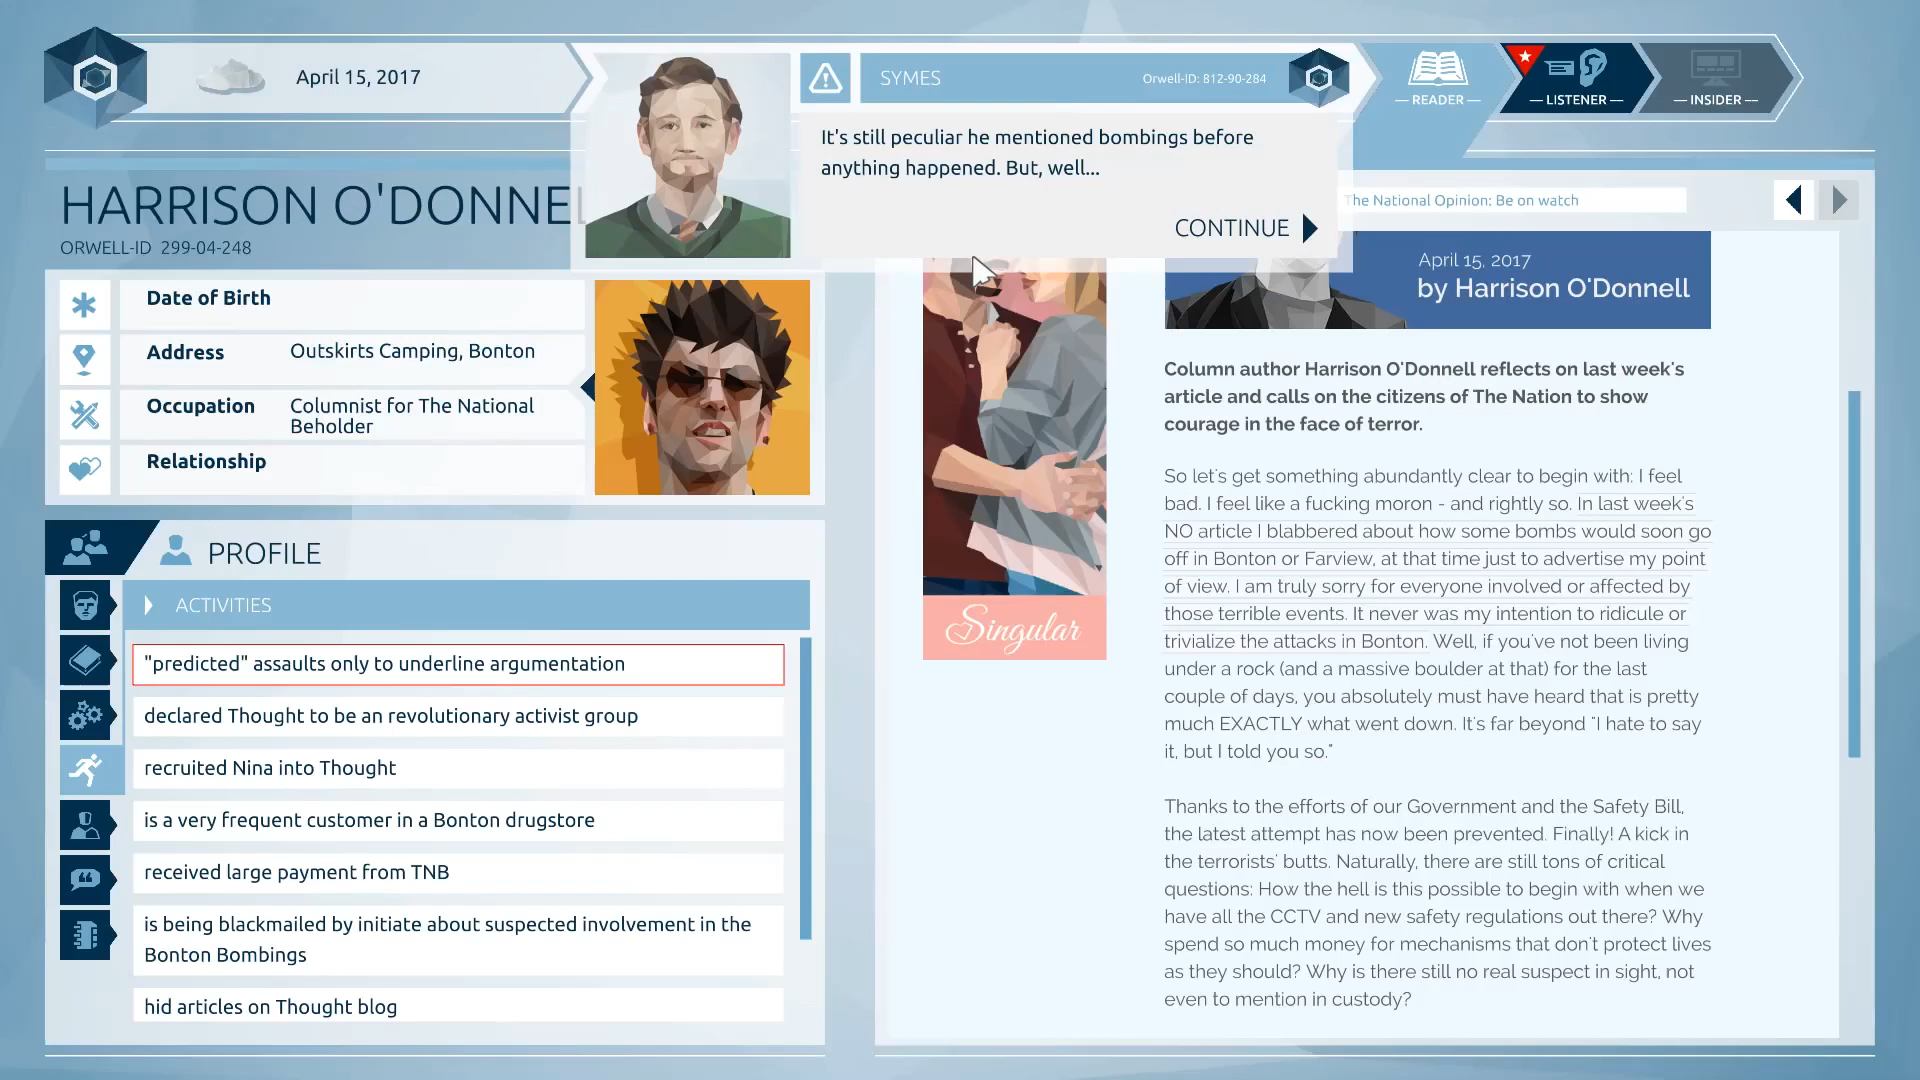 April 15, 2017
SYMES
Orwell-ID: 812-90-284
— READER —
— LISTENER —
— INSIDER —
It's still peculiar he mentioned bombings before
anything happened. But, well...
CONTINUE
HARRISON O'DONNEL
ORWELL-ID 299-04-248
Date of Birth
Address
Outskirts Camping, Bonton
Occupation
Columnist for The National
Beholder
Relationship
PROFILE
ACTIVITIES
"predicted" assaults only to underline argumentation
declared Thought to be an revolutionary activist group
recruited Nina into Thought
is a very frequent customer in a Bonton drugstore
received large payment from TNB
is being blackmailed by initiate about suspected involvement in the
Bonton Bombings
hid articles on Thought blog
The National Opinion: Be on watch
Singular
April 15, 2017
by Harrison O'Donnell
Column author Harrison O'Donnell reflects on last week's
article and calls on the citizens of The Nation to show
courage in the face of terror.
So let's get something abundantly clear to begin with: I feel
bad. I feel like a fucking moron - and rightly so. In last week's
NO article I blabbered about how some bombs would soon go
off in Bonton or Farview, at that time just to advertise my point
of view. I am truly sorry for everyone involved or affected by
those terrible events. It never was my intention to ridicule or
trivialize the attacks in Bonton. Well, if you've not been living
under a rock (and a massive boulder at that) for the last
couple of days, you absolutely must have heard that is pretty
much EXACTLY what went down. It's far beyond "I hate to say
it, but I told you so."
Thanks to the efforts of our Government and the Safety Bill,
the latest attempt has now been prevented. Finally! A kick in
the terrorists' butts. Naturally, there are still tons of critical
questions: How the hell is this possible to begin with when we
have all the CCTV and new safety regulations out there? Why
spend so much money for mechanisms that don't protect lives
as they should? Why is there still no real suspect in sight, not
even to mention in custody?